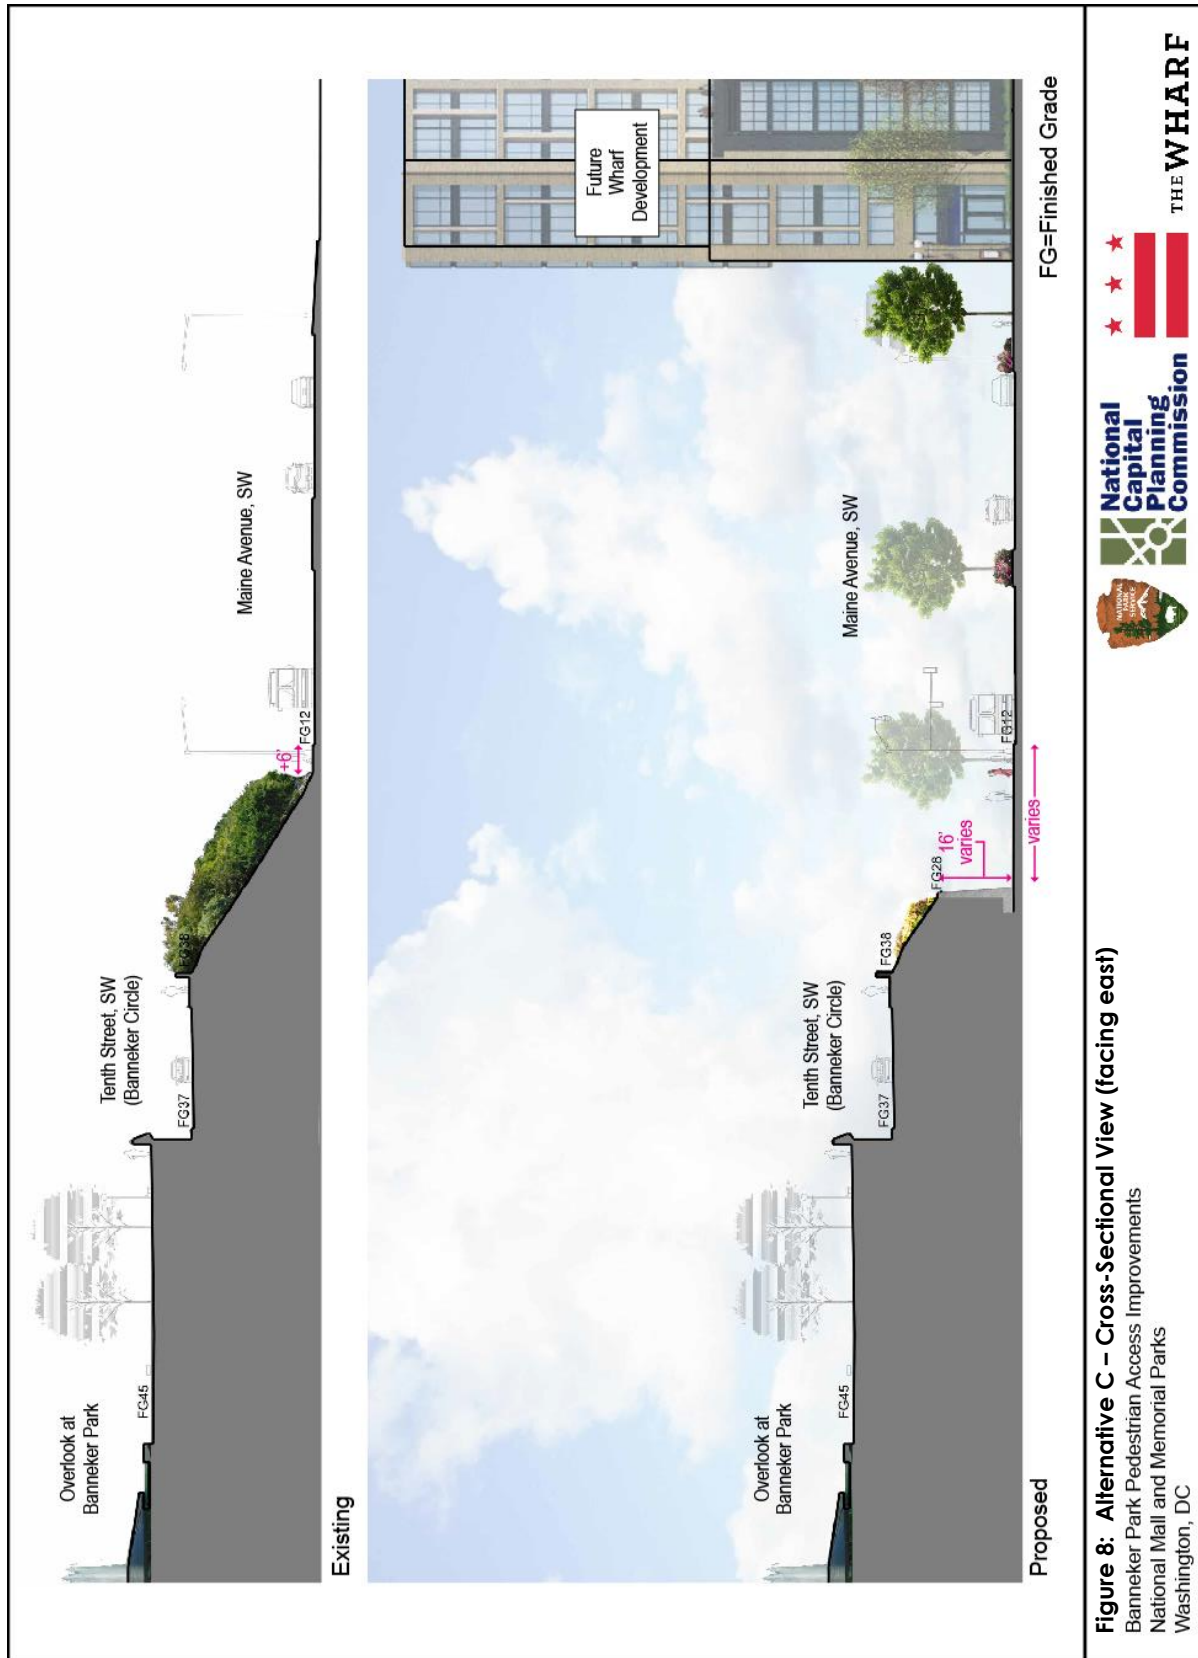 Overlook at
Banneker Park
FG45
Tenth Street, SW
(Banneker Circle)
FG37
FG38
+6'
FG12
Maine Avenue, SW
Existing
Overlook at
Banneker Park
FG45
Tenth Street, SW
(Banneker Circle)
FG37
FG38
FG28
16'
varies
varies
FG12
Maine Avenue, SW
Future
Wharf
Development
Proposed
FG=Finished Grade
Figure 8: Alternative C – Cross-Sectional View (facing east)
Banneker Park Pedestrian Access Improvements
National Mall and Memorial Parks
Washington, DC
NATIONAL
PARK
SERVICE
National
Capital
Planning
Commission
THE WHARF